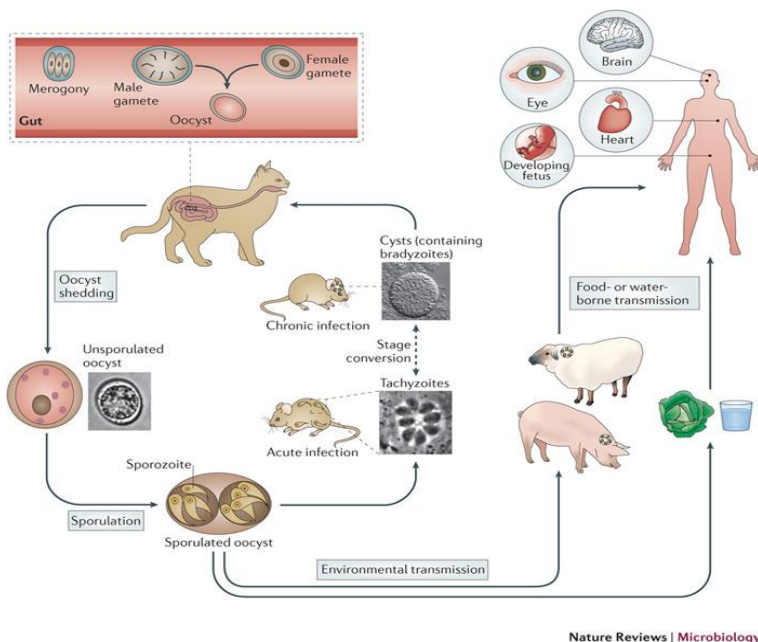 Merogony
Male
gamete
Female
gamete
Oocyst
Gut
Brain
Eye
Heart
Developing
fetus
Oocyst
shedding
Cysts (containing
bradyzoites)
Chronic infection
Food- or water-
borne transmission
Unsporulated
oocyst
Stage
conversion
Tachyzoites
Acute infection
Sporozoite
Sporulation
Sporulated oocyst
Environmental transmission
Nature Reviews | Microbiology